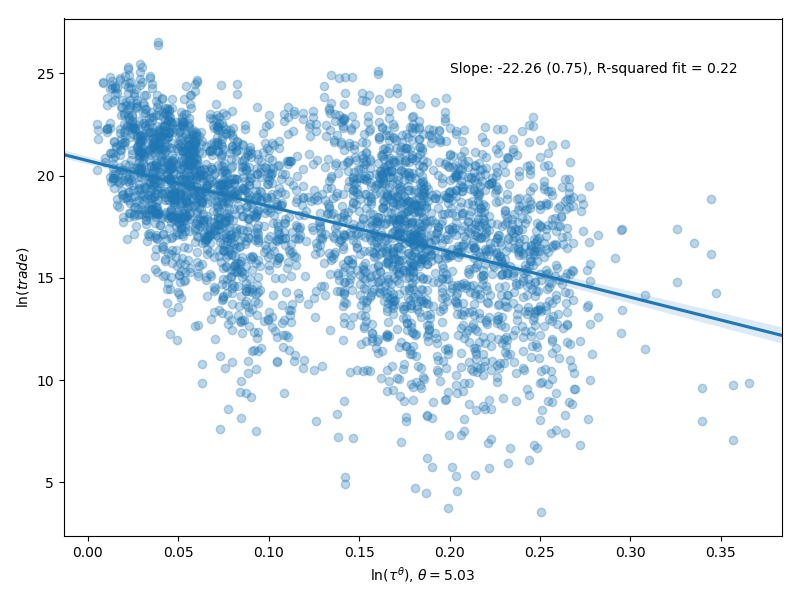 Slope: -22.26 (0.75), R-squared fit = 0.22
ln(trade)
25
20
15
10
5
0.00 0.05 0.10 0.15 0.20 0.25 0.30 0.35
ln(τ^θ), θ = 5.03